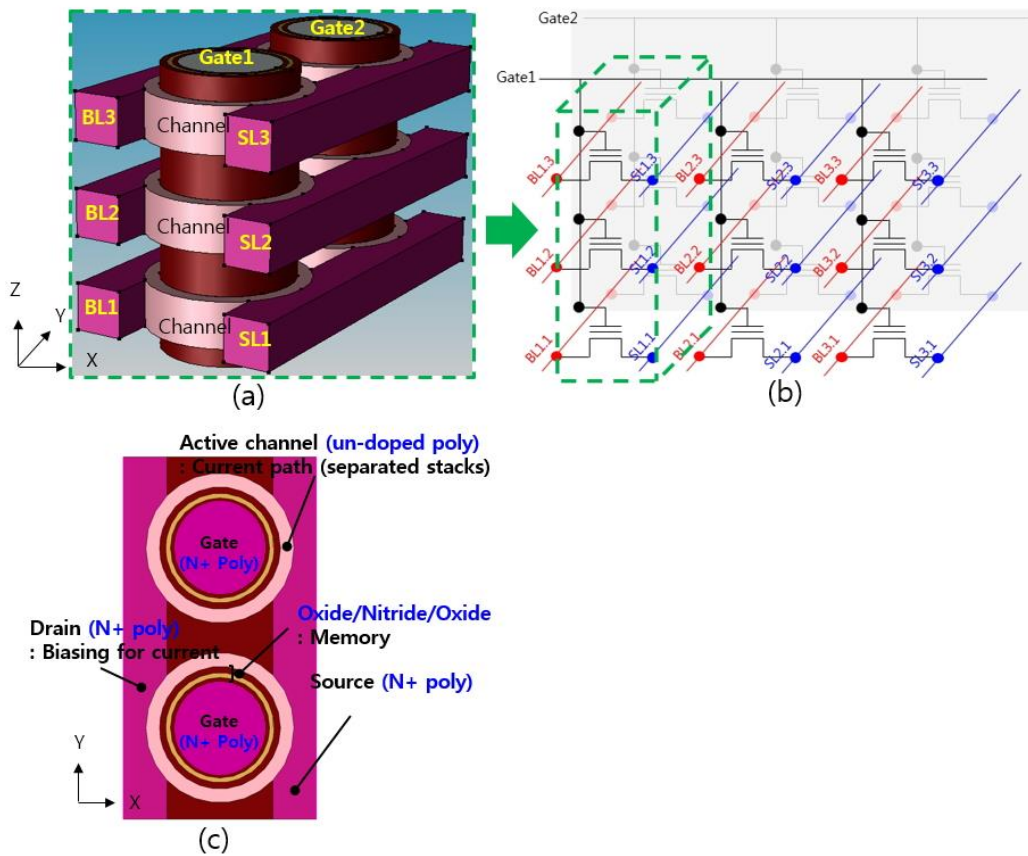 Gate1
Gate2
BL3
Channel
SL3
BL2
SL2
BL1
Channel
SL1
Z
Y
X
(a)
Gate2
Gate1
BL1.3
SL1.3
BL2.3
SL2.3
BL3.3
SL3.3
BL1.2
SL1.2
BL2.2
SL2.2
BL3.2
SL3.2
BL1.1
SL1.1
BL2.1
SL2.1
BL3.1
SL3.1
(b)
Active channel (un-doped poly)
: Current path (separated stacks)
Gate
(N+ Poly)
Oxide/Nitride/Oxide
: Memory
Drain (N+ poly)
: Biasing for current
Source (N+ poly)
Gate
(N+ Poly)
Y
X
(c)